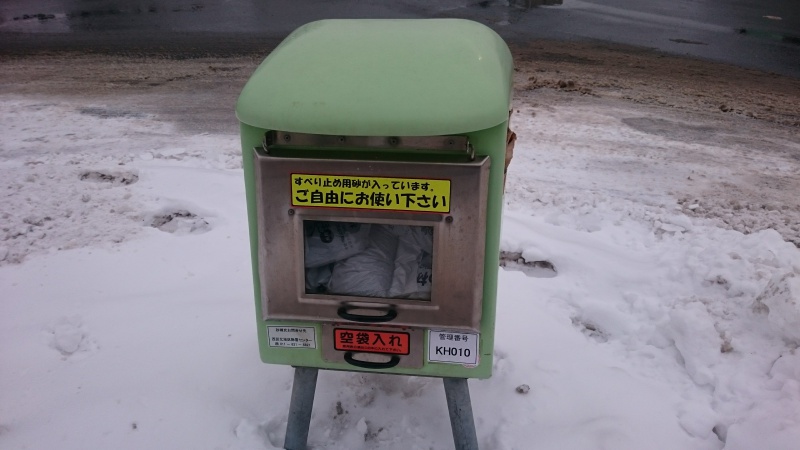 すべり止め用砂が入っています。
ご自由にお使い下さい
空袋入れ
管理番号
KH010